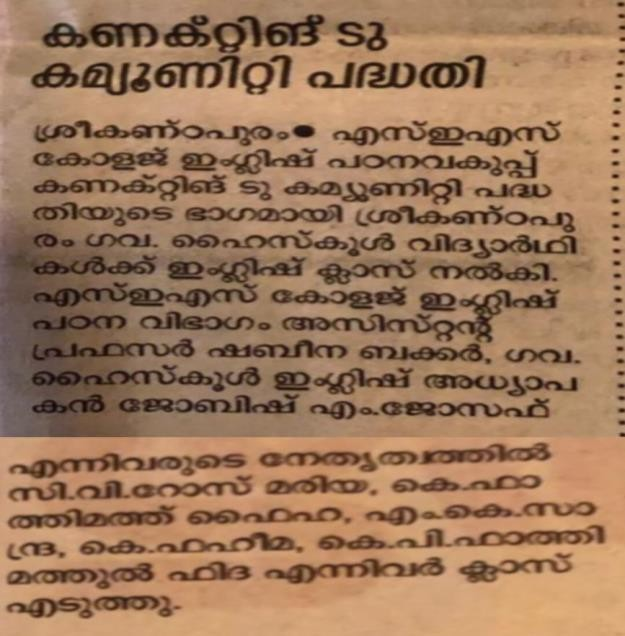 കണക്റ്റിങ് ടു
കമ്യൂണിറ്റി പദ്ധതി
ശ്രീകണ്ഠപുരം● എസ്ഇഎസ്
കോളജ് ഇംഗ്ലിഷ് പഠനവകുപ്പ്
കണക്റ്റിങ് ടു കമ്യൂണിറ്റി പദ്ധ
തിയുടെ ഭാഗമായി ശ്രീകണ്ഠപു
രം ഗവ. ഹൈസ്കൂൾ വിദ്യാർഥി
കൾക്ക് ഇംഗ്ലിഷ് ക്ലാസ് നൽകി.
എസ്ഇഎസ് കോളജ് ഇംഗ്ലിഷ്
പഠന വിഭാഗം അസിസ്റ്റന്റ്
പ്രഫസർ ഷബീന ബക്കർ, ഗവ.
ഹൈസ്കൂൾ ഇംഗ്ലിഷ് അധ്യാപ
കൻ ജോബിഷ് എം.ജോസഫ്
എന്നിവരുടെ നേതൃത്വത്തിൽ
സി.വി.റോസ് മരിയ, കെ.ഫാ
ത്തിമത്ത് ഫൈഹ, എം.കെ.സാ
ന്ദ്ര, കെ.ഫഹീമ, കെ.പി.ഫാത്തി
മത്തുൽ ഫിദ എന്നിവർ ക്ലാസ്
എടുത്തു.